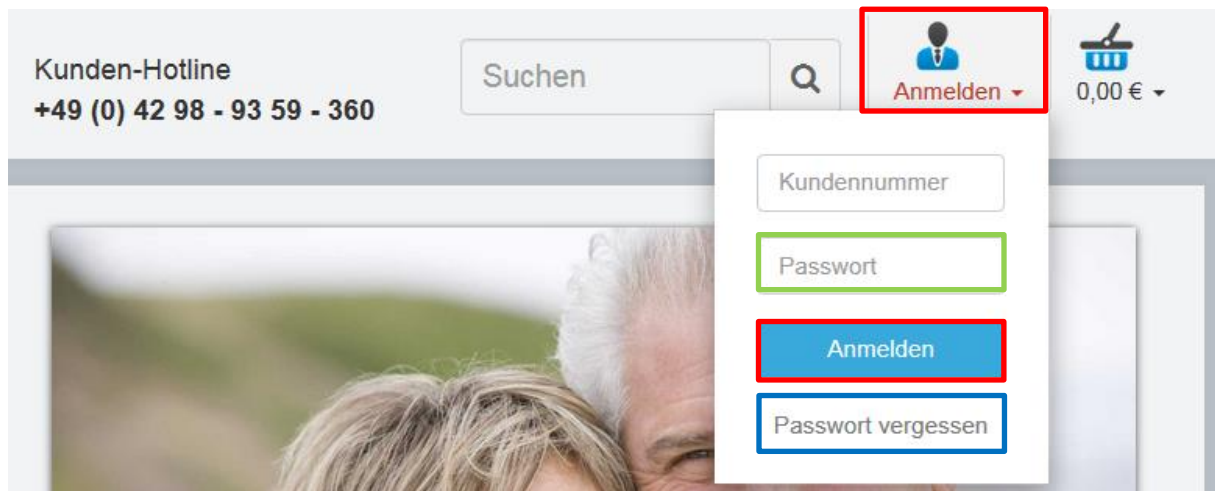 Kunden-Hotline
+49 (0) 42 98 - 93 59 - 360
Suchen
Anmelden
0,00 €
Kundennummer
Passwort
Anmelden
Passwort vergessen